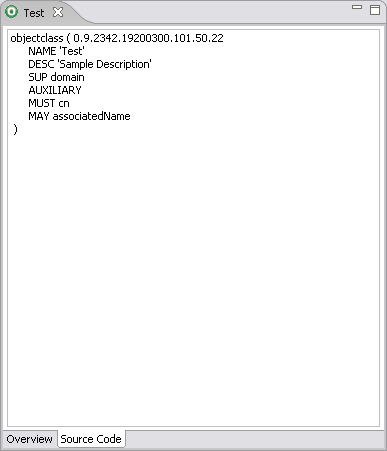 Test
objectclass ( 0.9.2342.19200300.101.50.22
NAME 'Test'
DESC 'Sample Description'
SUP domain
AUXILIARY
MUST cn
MAY associatedName
)
Overview Source Code